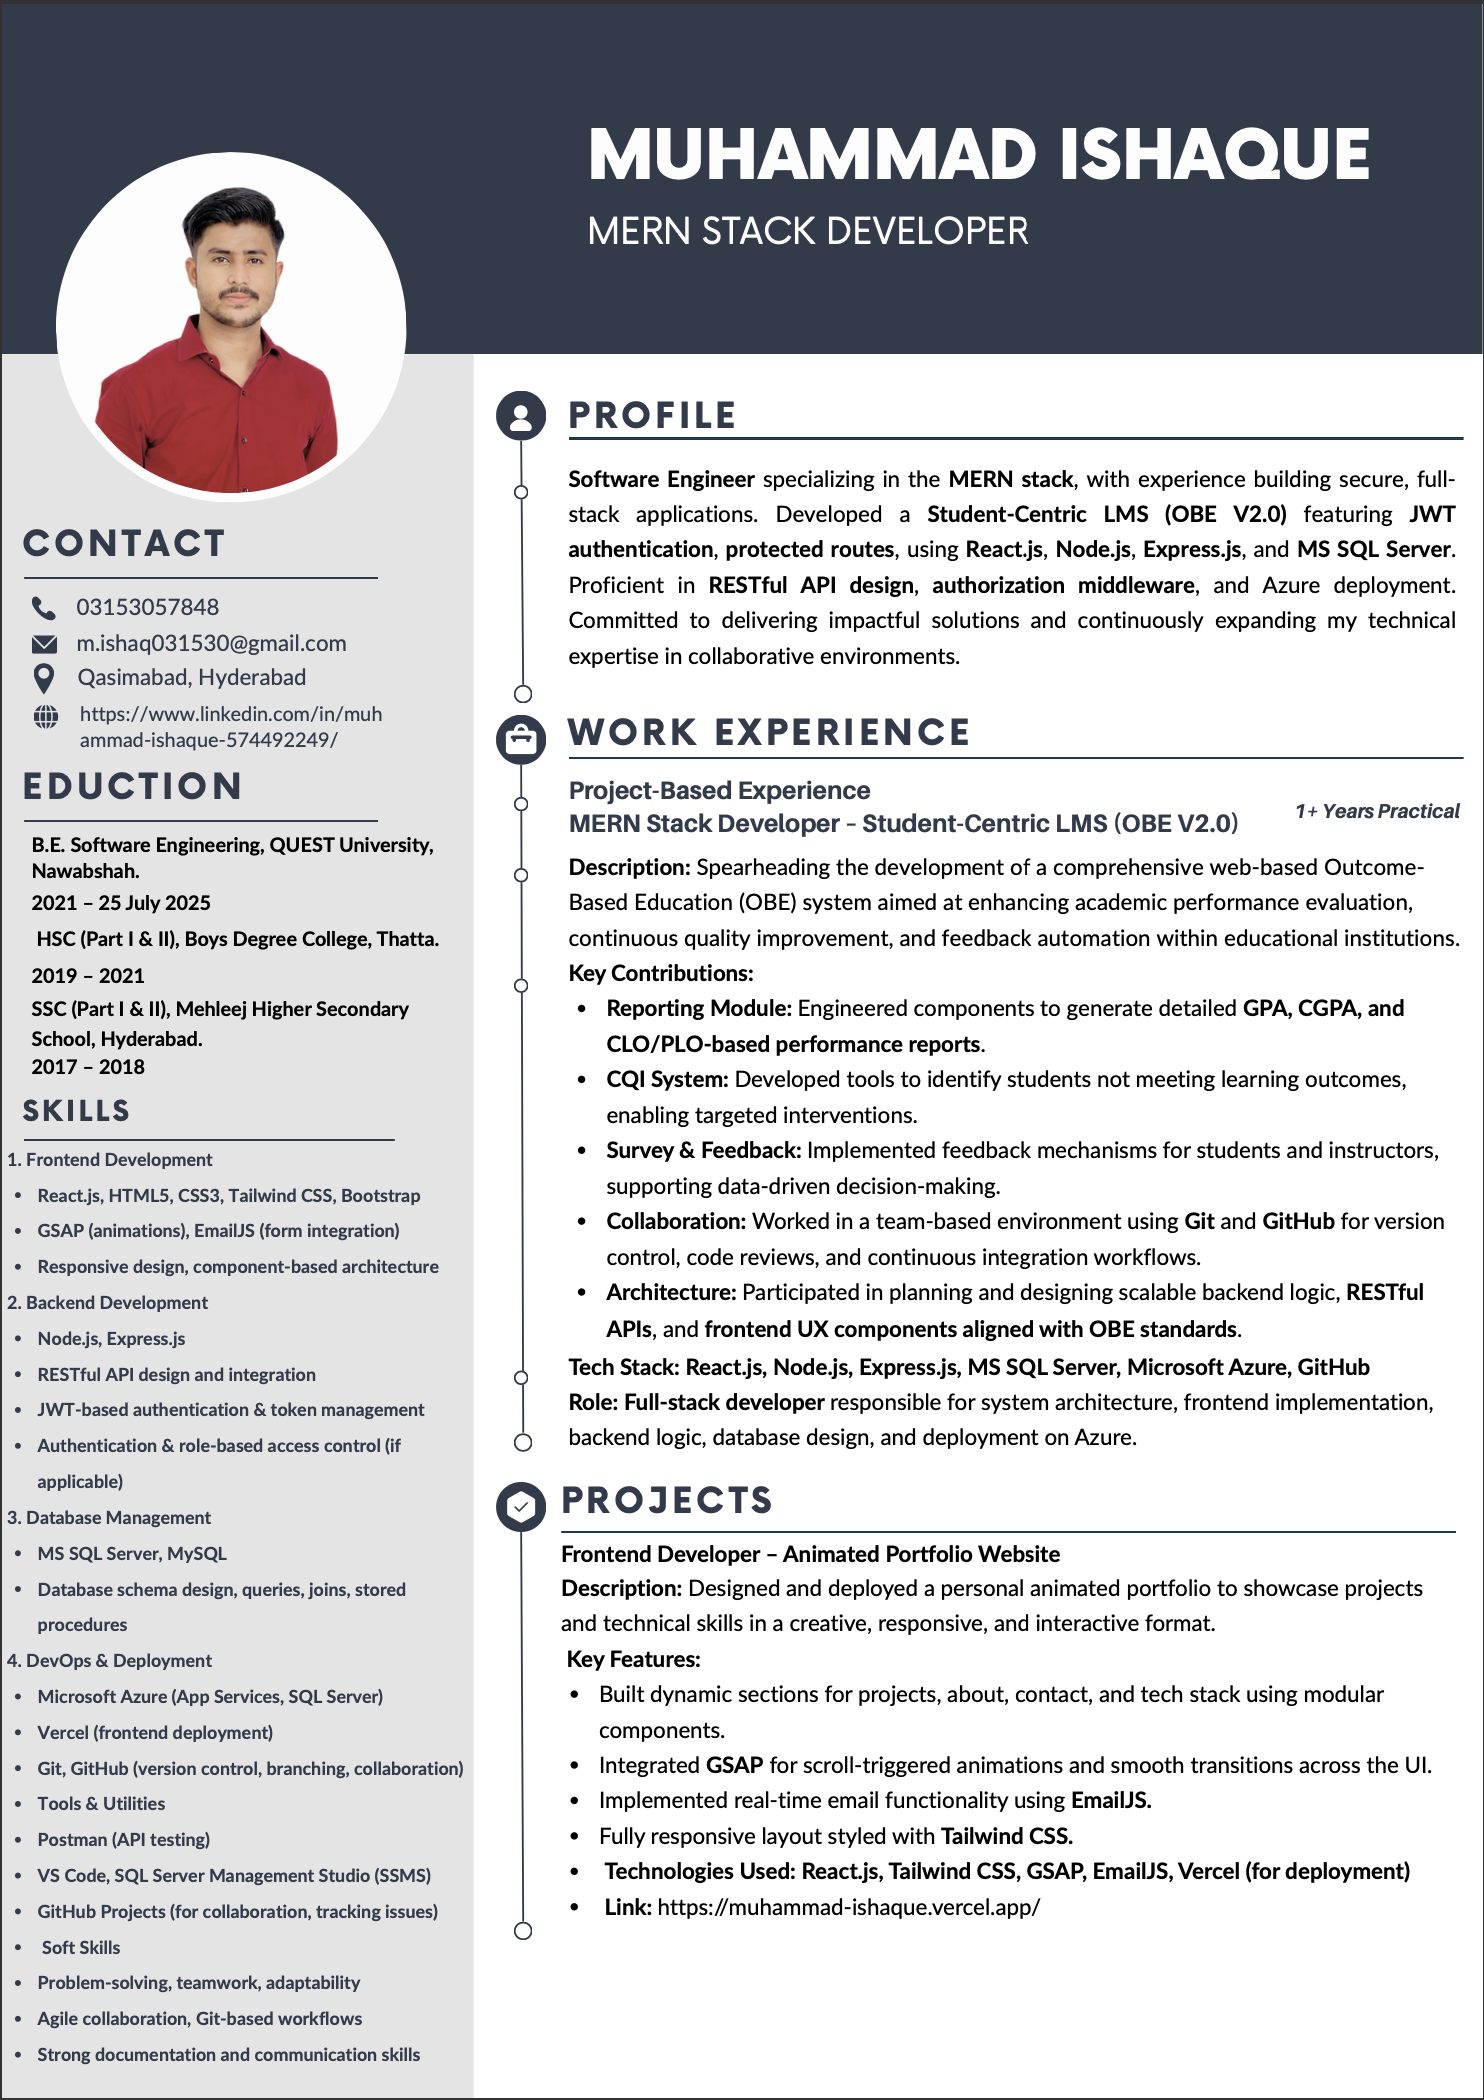 MUHAMMAD ISHAQUE
MERN STACK DEVELOPER
CONTACT
03153057848
m.ishaq031530@gmail.com
Qasimabad, Hyderabad
https://www.linkedin.com/in/muh
ammad-ishaque-574492249/
EDUCTION
B.E. Software Engineering, QUEST University,
Nawabshah.
2021 – 25 July 2025
HSC (Part I & II), Boys Degree College, Thatta.
2019 – 2021
SSC (Part I & II), Mehleej Higher Secondary
School, Hyderabad.
2017 – 2018
SKILLS
1. Frontend Development
• React.js, HTML5, CSS3, Tailwind CSS, Bootstrap
• GSAP (animations), EmailJS (form integration)
• Responsive design, component-based architecture
2. Backend Development
• Node.js, Express.js
• RESTful API design and integration
• JWT-based authentication & token management
• Authentication & role-based access control (if
applicable)
3. Database Management
• MS SQL Server, MySQL
• Database schema design, queries, joins, stored
procedures
4. DevOps & Deployment
• Microsoft Azure (App Services, SQL Server)
• Vercel (frontend deployment)
• Git, GitHub (version control, branching, collaboration)
• Tools & Utilities
• Postman (API testing)
• VS Code, SQL Server Management Studio (SSMS)
• GitHub Projects (for collaboration, tracking issues)
• Soft Skills
• Problem-solving, teamwork, adaptability
• Agile collaboration, Git-based workflows
• Strong documentation and communication skills
PROFILE
Software Engineer specializing in the MERN stack, with experience building secure, full-
stack applications. Developed a Student-Centric LMS (OBE V2.0) featuring JWT
authentication, protected routes, using React.js, Node.js, Express.js, and MS SQL Server.
Proficient in RESTful API design, authorization middleware, and Azure deployment.
Committed to delivering impactful solutions and continuously expanding my technical
expertise in collaborative environments.
WORK EXPERIENCE
Project-Based Experience
MERN Stack Developer – Student-Centric LMS (OBE V2.0)
1+ Years Practical
Description: Spearheading the development of a comprehensive web-based Outcome-
Based Education (OBE) system aimed at enhancing academic performance evaluation,
continuous quality improvement, and feedback automation within educational institutions.
Key Contributions:
• Reporting Module: Engineered components to generate detailed GPA, CGPA, and
CLO/PLO-based performance reports.
• CQI System: Developed tools to identify students not meeting learning outcomes,
enabling targeted interventions.
• Survey & Feedback: Implemented feedback mechanisms for students and instructors,
supporting data-driven decision-making.
• Collaboration: Worked in a team-based environment using Git and GitHub for version
control, code reviews, and continuous integration workflows.
• Architecture: Participated in planning and designing scalable backend logic, RESTful
APIs, and frontend UX components aligned with OBE standards.
Tech Stack: React.js, Node.js, Express.js, MS SQL Server, Microsoft Azure, GitHub
Role: Full-stack developer responsible for system architecture, frontend implementation,
backend logic, database design, and deployment on Azure.
PROJECTS
Frontend Developer – Animated Portfolio Website
Description: Designed and deployed a personal animated portfolio to showcase projects
and technical skills in a creative, responsive, and interactive format.
Key Features:
• Built dynamic sections for projects, about, contact, and tech stack using modular
components.
• Integrated GSAP for scroll-triggered animations and smooth transitions across the UI.
• Implemented real-time email functionality using EmailJS.
• Fully responsive layout styled with Tailwind CSS.
• Technologies Used: React.js, Tailwind CSS, GSAP, EmailJS, Vercel (for deployment)
• Link: https://muhammad-ishaque.vercel.app/